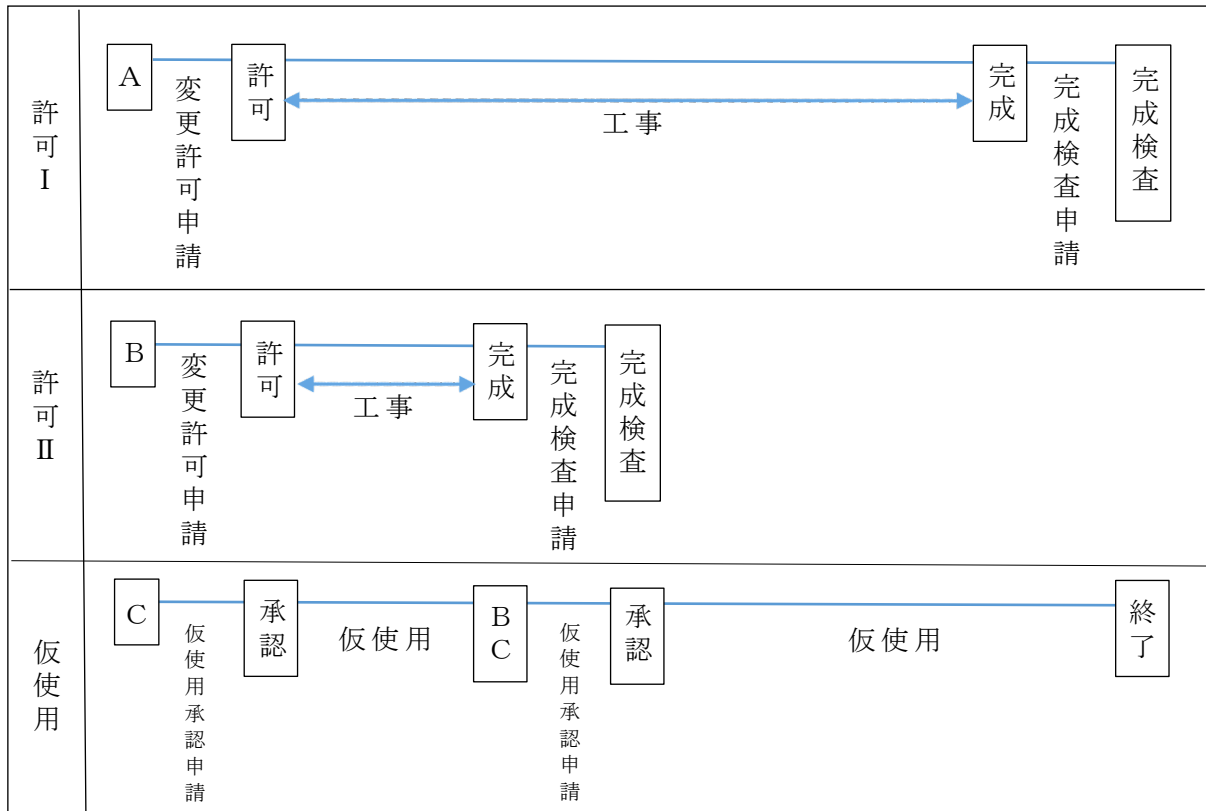 許可Ⅰ
A
変更許可申請
許可
工事
完成
完成検査申請
完成検査
許可Ⅱ
B
変更許可申請
許可
工事
完成
完成検査申請
完成検査
仮使用
C
仮使用承認申請
承認
仮使用
BC
仮使用承認申請
承認
仮使用
終了